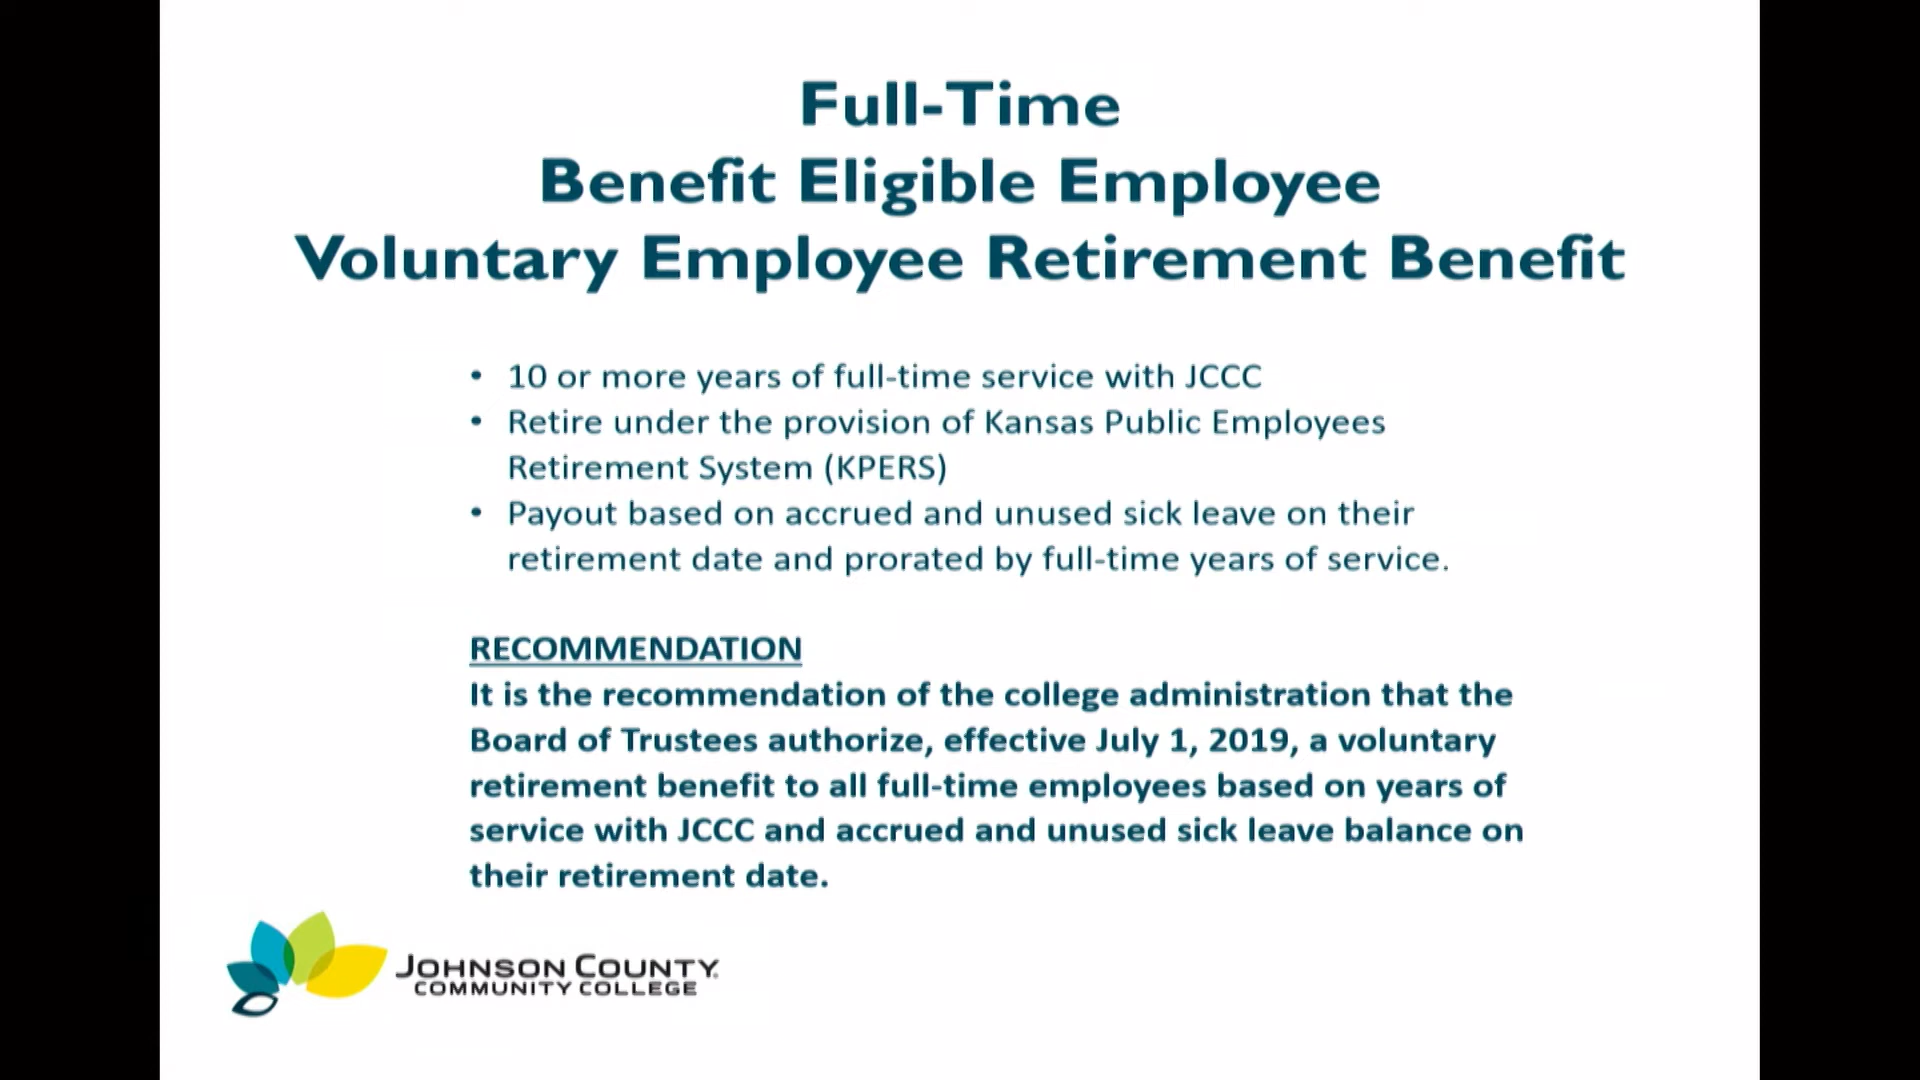 Full-Time
Benefit Eligible Employee
Voluntary Employee Retirement Benefit
• 10 or more years of full-time service with JCCC
• Retire under the provision of Kansas Public Employees
Retirement System (KPERS)
• Payout based on accrued and unused sick leave on their
retirement date and prorated by full-time years of service.
RECOMMENDATION
It is the recommendation of the college administration that the
Board of Trustees authorize, effective July 1, 2019, a voluntary
retirement benefit to all full-time employees based on years of
service with JCCC and accrued and unused sick leave balance on
their retirement date.
JOHNSON COUNTY
COMMUNITY COLLEGE